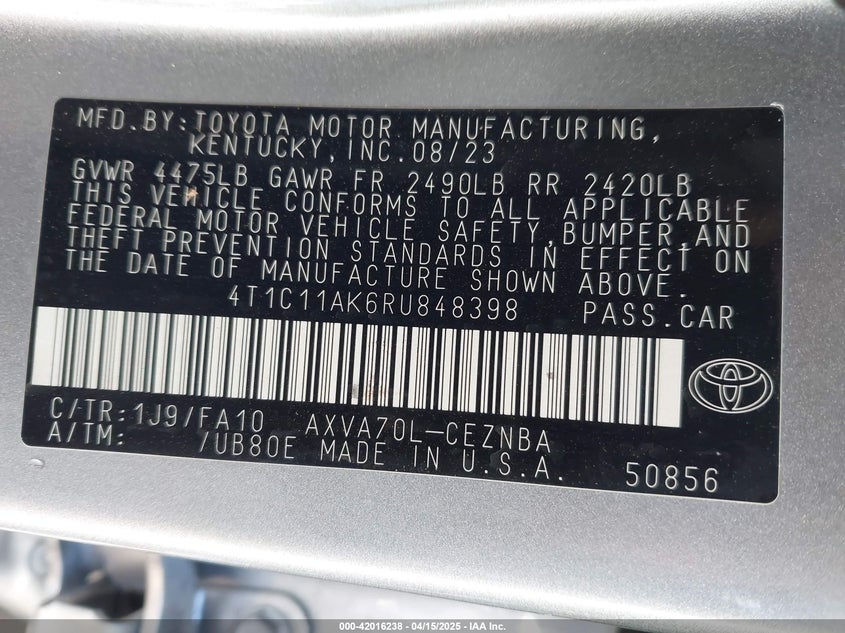 MFD.BY:TOYOTA MOTOR MANUFACTURING,
KENTUCKY,INC.08/23
GVWR 4475LB GAWR FR 2490LB RR 2420LB
THIS VEHICLE CONFORMS TO ALL APPLICABLE
FEDERAL MOTOR VEHICLE SAFETY,BUMPER,AND
THEFT PREVENTION STANDARDS IN EFFECT ON
THE DATE OF MANUFACTURE SHOWN ABOVE.
4T1C11AK6RU848398 PASS.CAR
C/TR:1J9/FA10 AXVA70L-CEZNBA
A/TM: /UB80E MADE IN U.S.A. 50856
000-42016238 - 04/15/2025 - IAA Inc.